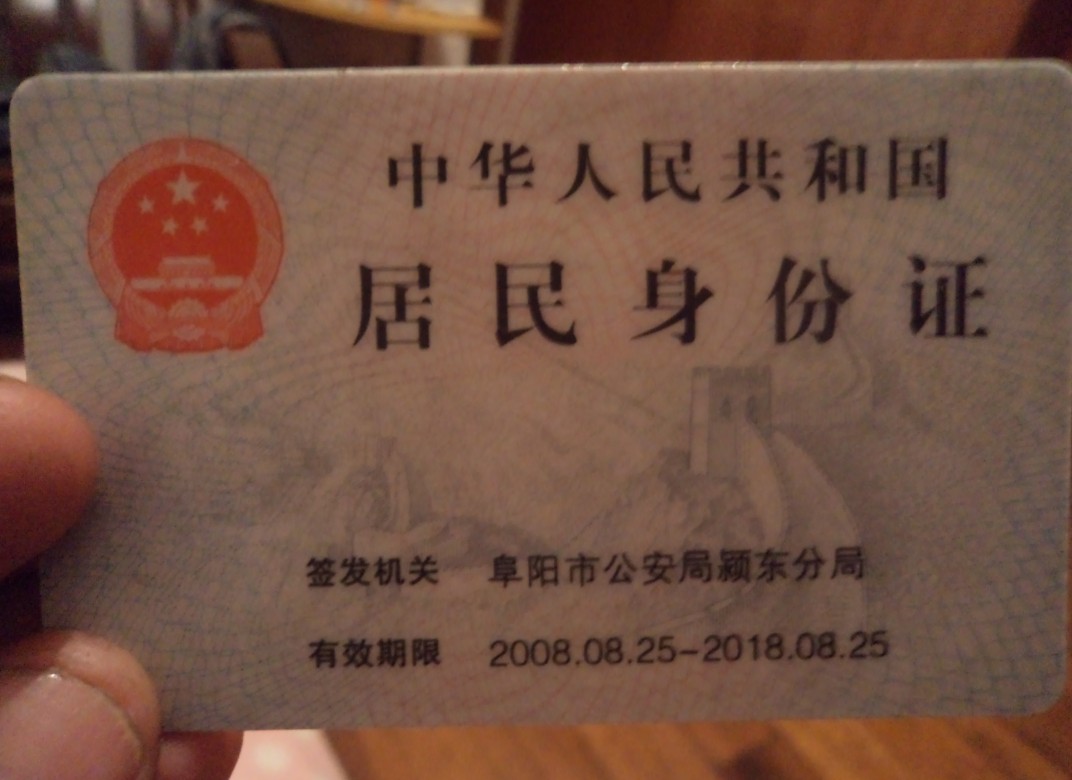 中华人民共和国
居民身份证
签发机关 阜阳市公安局颍东分局
有效期限 2008.08.25-2018.08.25